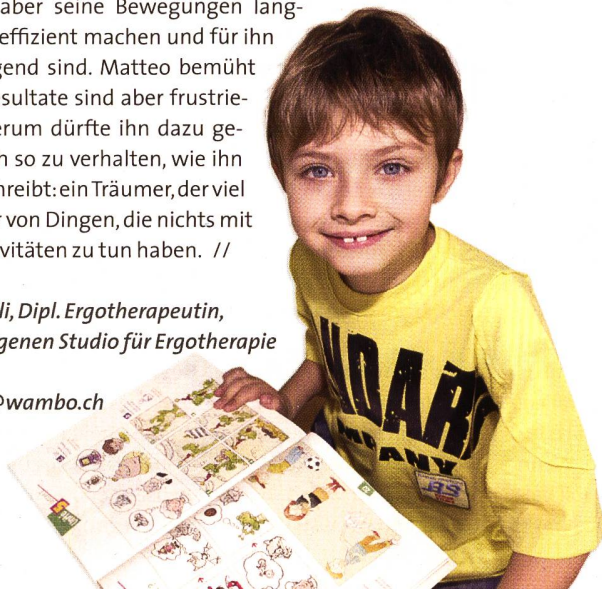 aber seine Bewegungen lang-
effizient machen und für ihn
gend sind. Matteo bemüht
sultate sind aber frustrie-
erum dürfte ihn dazu ge-
h so zu verhalten, wie ihn
hreibt: ein Träumer, der viel
r von Dingen, die nichts mit
vitäten zu tun haben. //
li, Dipl. Ergotherapeutin,
genen Studio für Ergotherapie
@wambo.ch
NDAR
MPANY